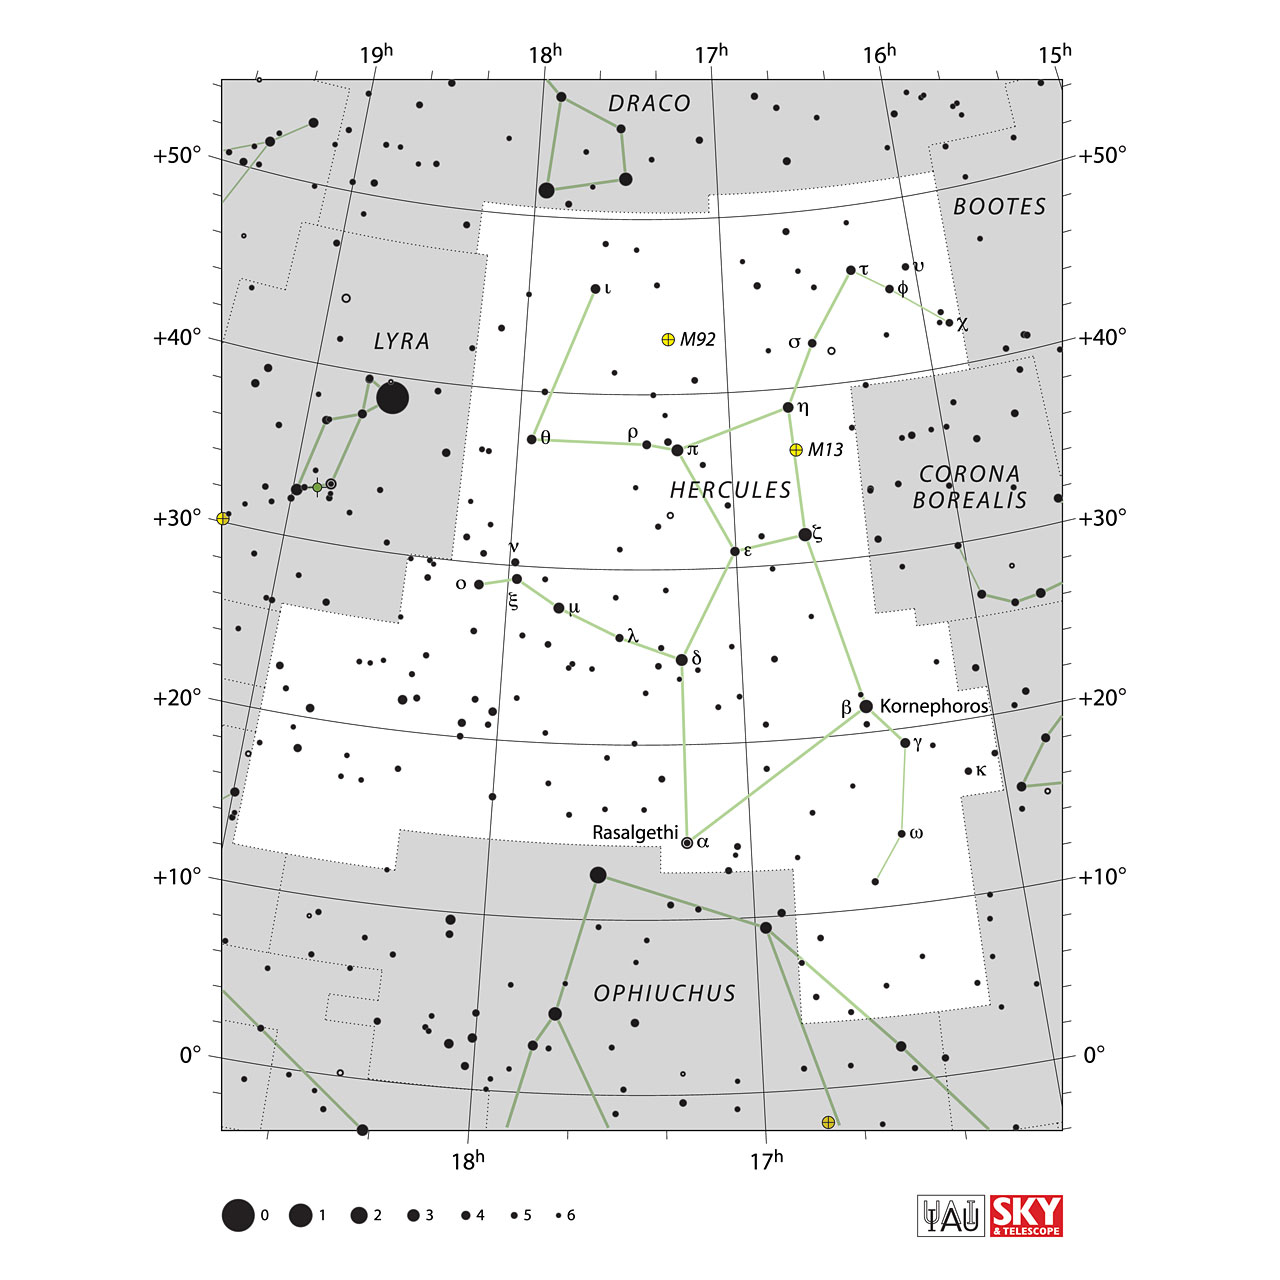 19h 18h 17h 16h 15h
DRACO
+50° +50°
BOOTES
τ υ
ι ϕ
M92 χ
+40° LYRA σ +40°
η
θ ρ π M13
HERCULES CORONA
BOREALIS
+30° +30°
ζ
ν ε
ο
ξ μ
λ
δ
+20° +20°
β Kornephoros
γ
κ
Rasalgethi α ω
+10° +10°
OPHIUCHUS
0° 0°
18h 17h
0 1 2 3 4 5 6
IAU SKY
& TELESCOPE